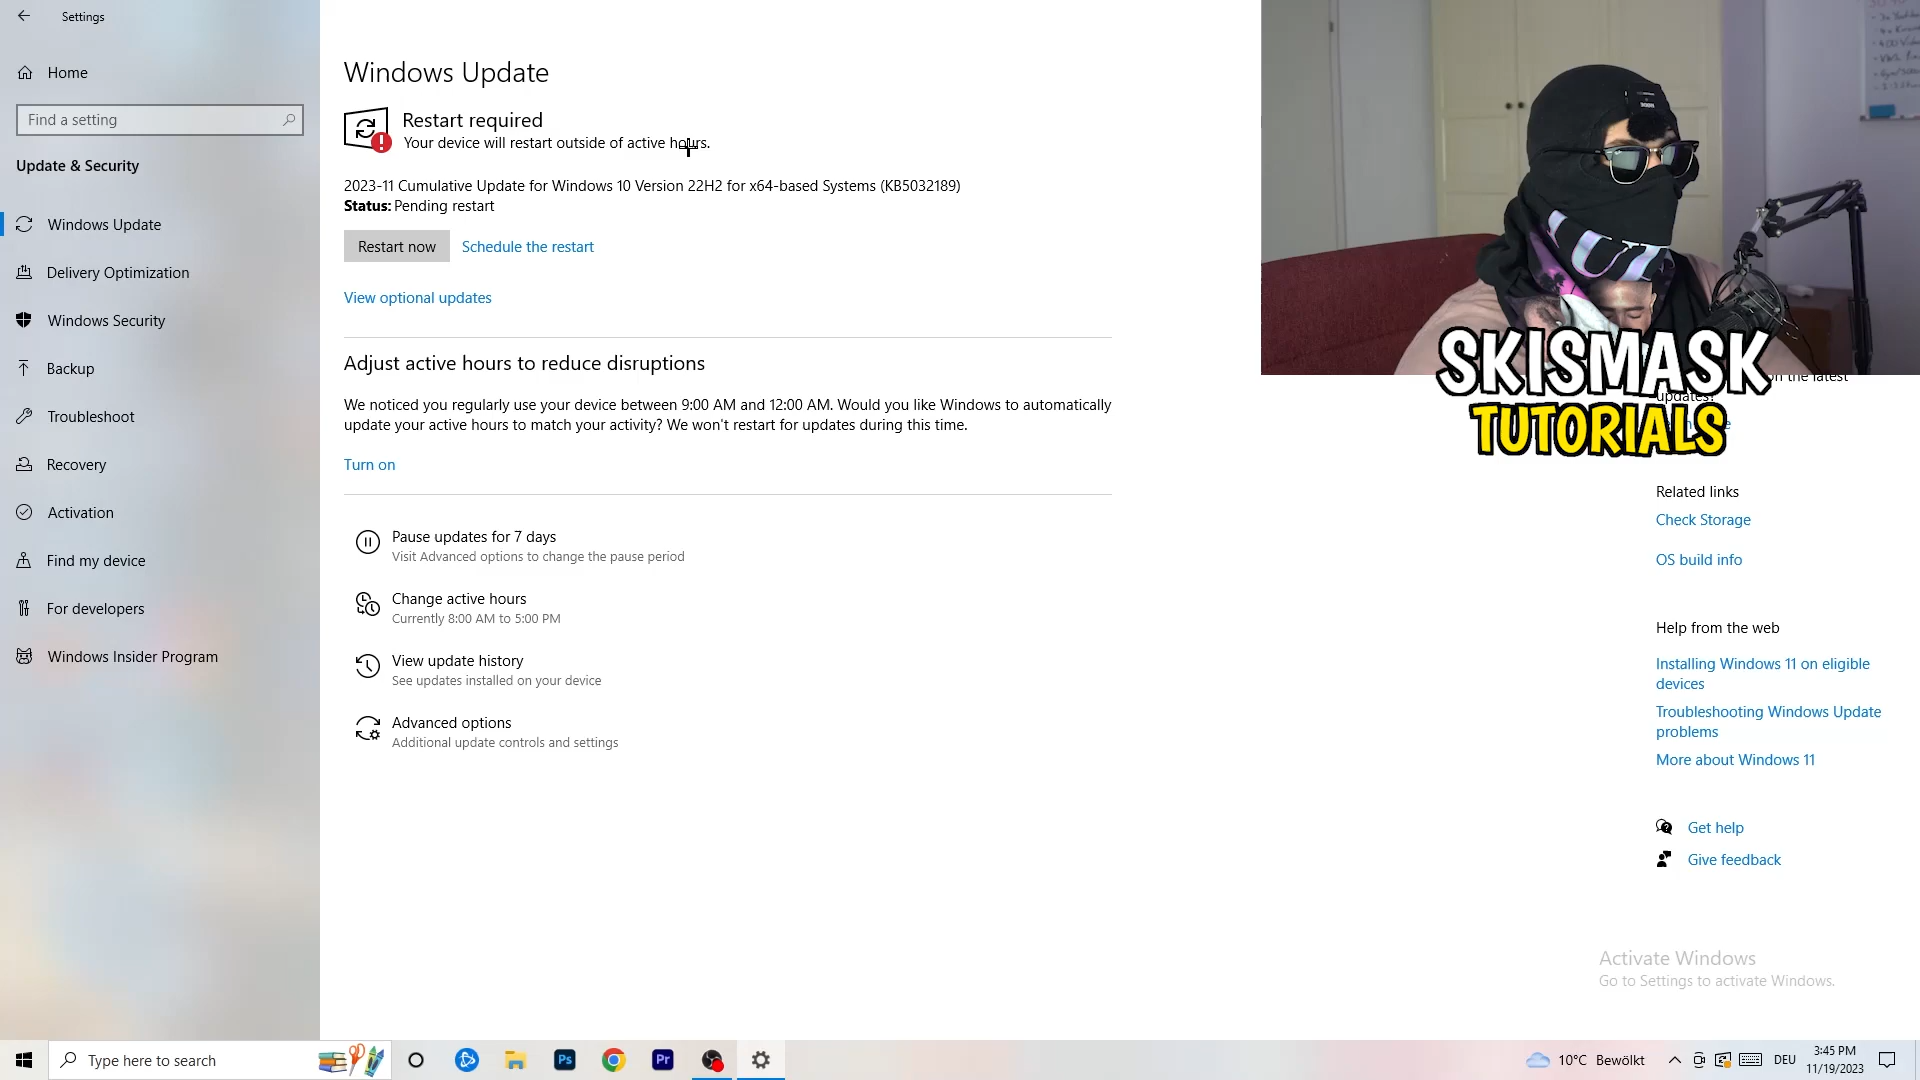 Settings
Home
Find a setting
Update & Security
Windows Update
Delivery Optimization
Windows Security
Backup
Troubleshoot
Recovery
Activation
Find my device
For developers
Windows Insider Program
Windows Update
Restart required
Your device will restart outside of active hours.
2023-11 Cumulative Update for Windows 10 Version 22H2 for x64-based Systems (KB5032189)
Status: Pending restart
Restart now
Schedule the restart
View optional updates
Adjust active hours to reduce disruptions
We noticed you regularly use your device between 9:00 AM and 12:00 AM. Would you like Windows to automatically
update your active hours to match your activity? We won't restart for updates during this time.
Turn on
Pause updates for 7 days
Visit Advanced options to change the pause period
Change active hours
Currently 8:00 AM to 5:00 PM
View update history
See updates installed on your device
Advanced options
Additional update controls and settings
SKISMASK
TUTORIALS
on the latest
updates?
Related links
Check Storage
OS build info
Help from the web
Installing Windows 11 on eligible
devices
Troubleshooting Windows Update
problems
More about Windows 11
Get help
Give feedback
Activate Windows
Go to Settings to activate Windows.
Type here to search
Ps
Pr
10°C Bewölkt
DEU
3:45 PM
11/19/2023